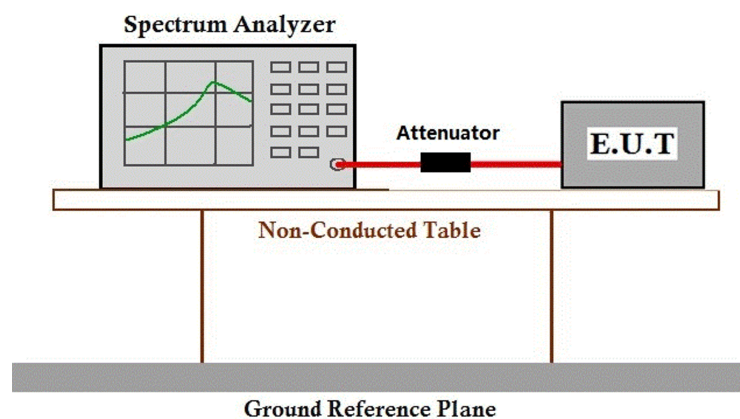 Spectrum Analyzer
Attenuator
E.U.T
Non-Conducted Table
Ground Reference Plane